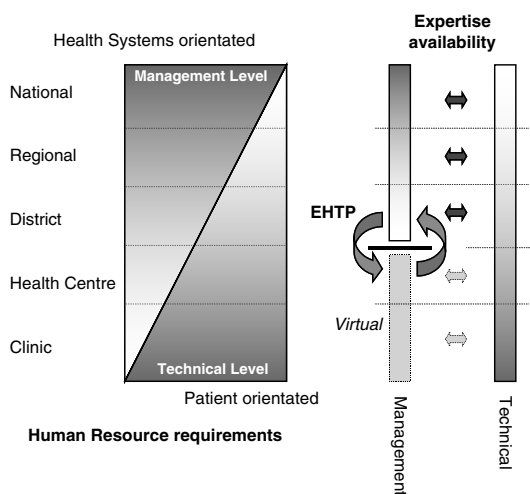 Health Systems orientated
Expertise
availability
Management Level
National
Regional
District
EHTP
Health Centre
Virtual
Clinic
Technical Level
Patient orientated
Management
Technical
Human Resource requirements